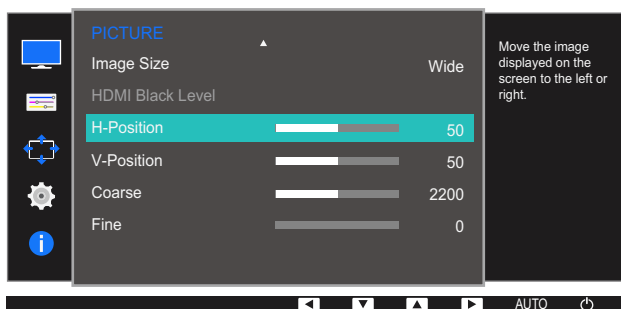 PICTURE
Image Size Wide
HDMI Black Level
H-Position 50
V-Position 50
Coarse 2200
Fine 0
Move the image
displayed on the
screen to the left or
right.
AUTO